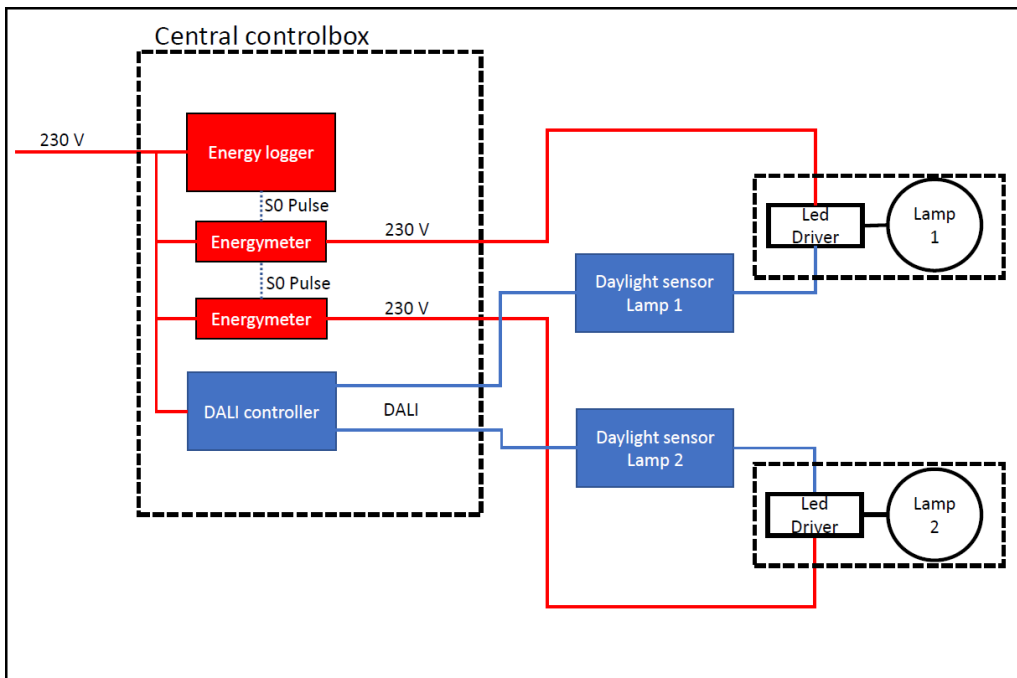 Central controlbox
230 V
Energy logger
S0 Pulse
Energymeter
230 V
S0 Pulse
Energymeter
230 V
DALI controller
DALI
Daylight sensor
Lamp 1
Led
Driver
Lamp
1
Daylight sensor
Lamp 2
Led
Driver
Lamp
2